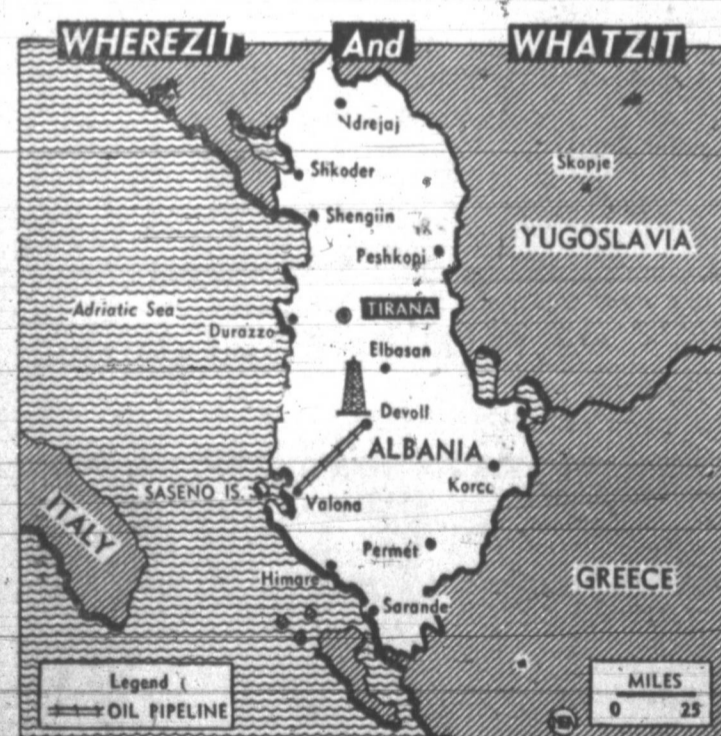 WHEREZIT And WHATZIT
Ndrejaj
Skopje
Shkoder
Shengjin
YUGOSLAVIA
Peshkopi
Adriatic Sea
TIRANA
Durazzo
Elbasan
Devoll
ALBANIA
Korce
SASENO IS.
Valona
ITALY
Permet
Himare
GREECE
Sarande
Legend
OIL PIPELINE
MILES
0 25